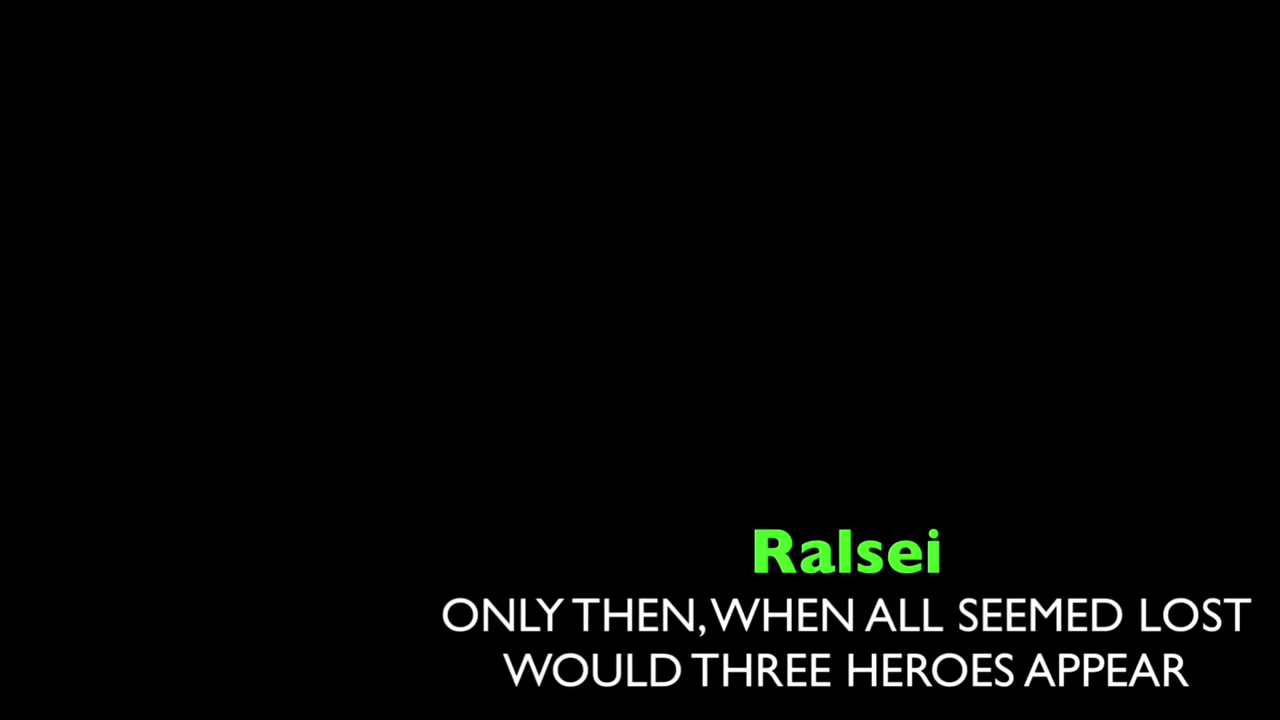 Ralsei
ONLY THEN, WHEN ALL SEEMED LOST
WOULD THREE HEROES APPEAR